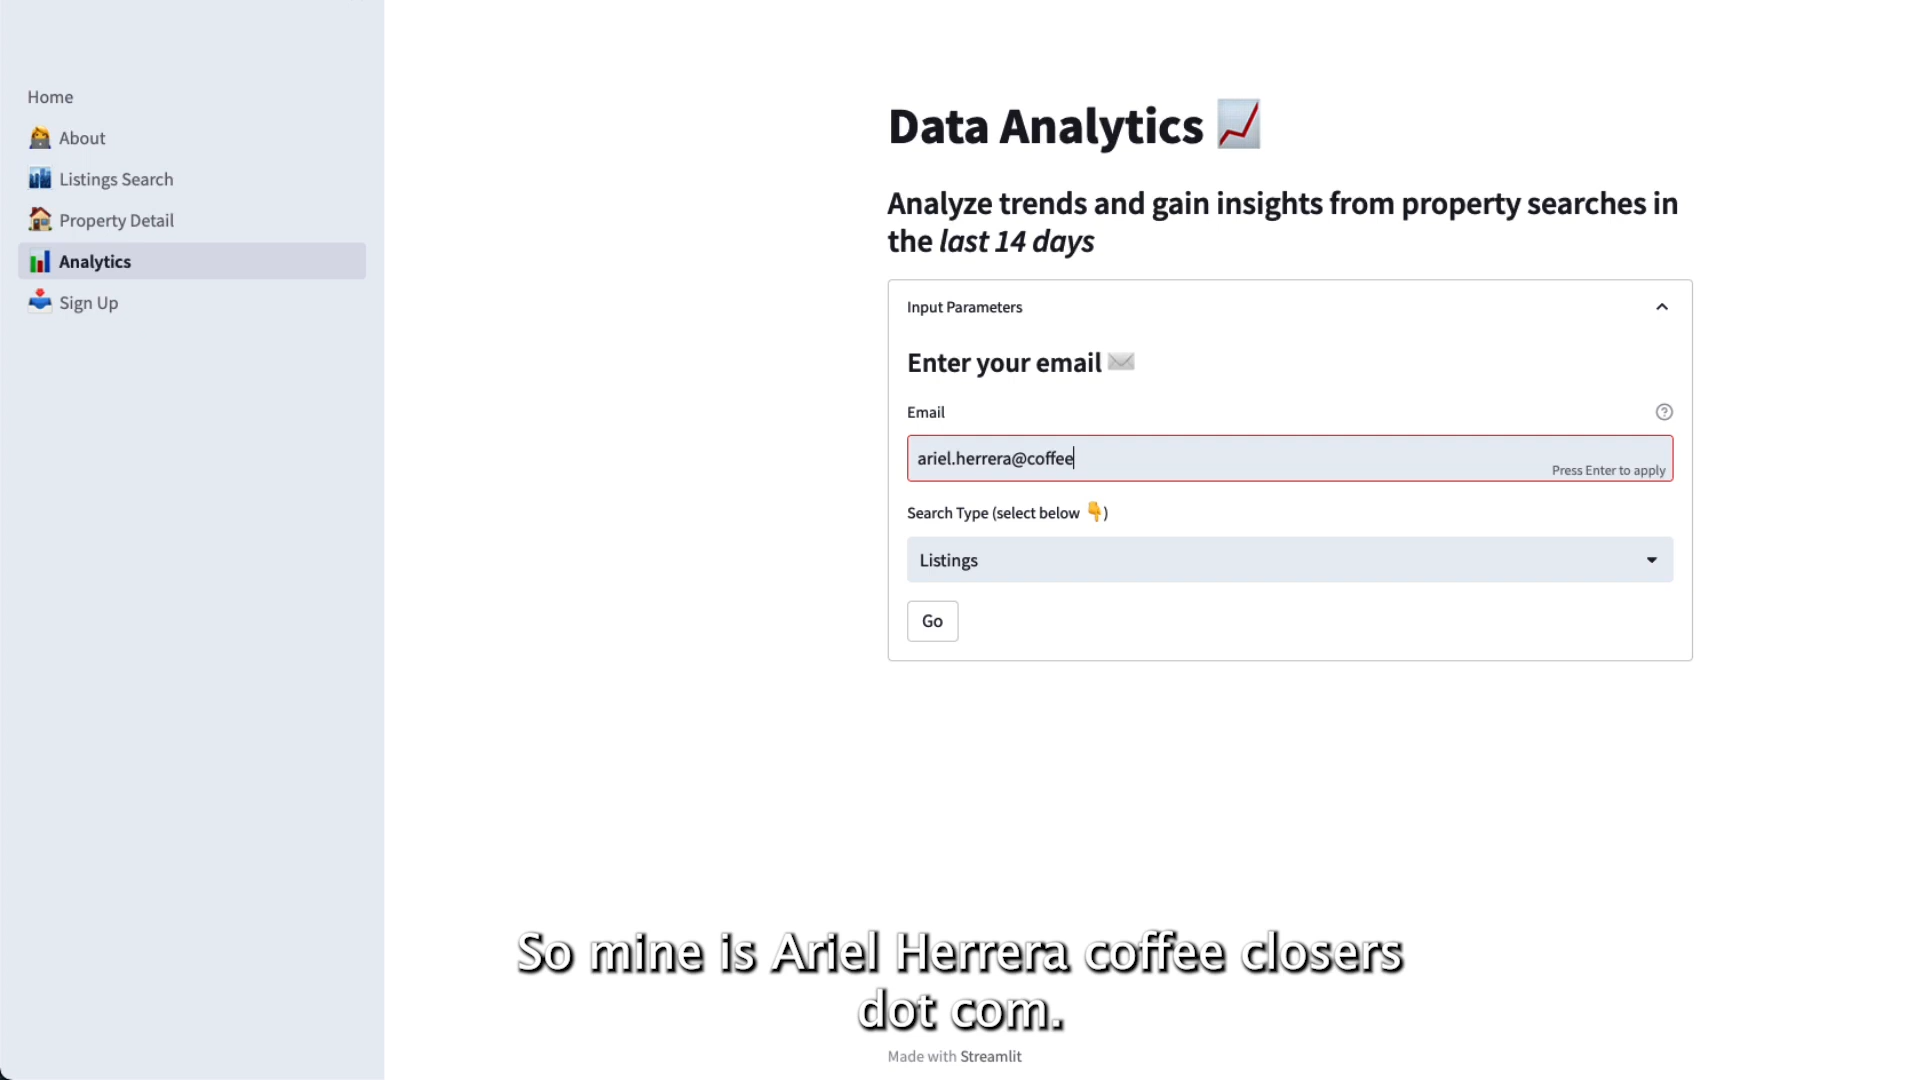 Home
About
Listings Search
Property Detail
Analytics
Sign Up
Data Analytics
Analyze trends and gain insights from property searches in
the last 14 days
Input Parameters
Enter your email
Email
ariel.herrera@coffee
Press Enter to apply
Search Type (select below )
Listings
Go
So mine is Ariel Herrera coffee closers
dot com.
Made with Streamlit